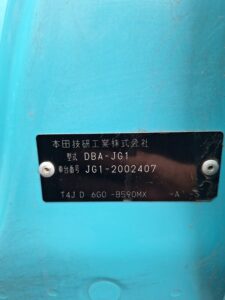 本田技研工業株式会社
型式 DBA-JG1
車台番号 JG1-2002407
T4J D 6G0 -B590MX -A